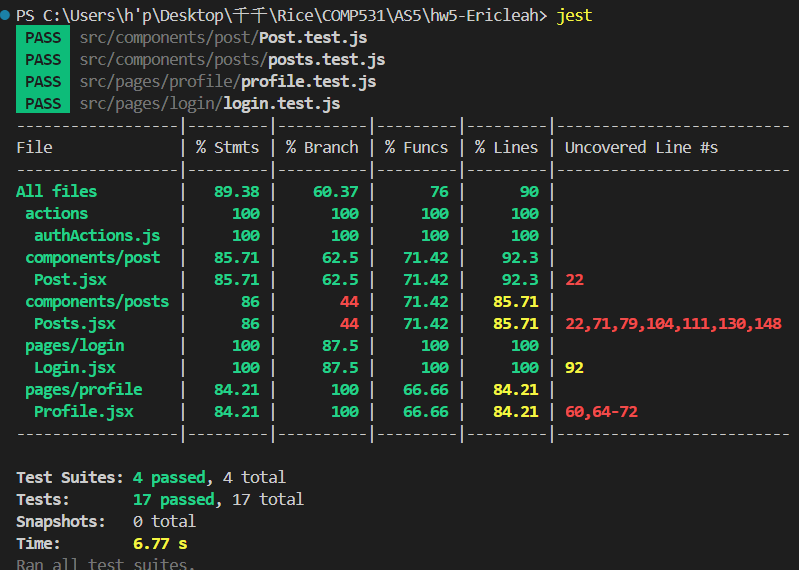 PS C:\Users\h'p\Desktop\千千\Rice\COMP531\AS5\hw5-Ericleah> jest
PASS src/components/post/Post.test.js
PASS src/components/posts/posts.test.js
PASS src/pages/profile/profile.test.js
PASS src/pages/login/login.test.js
------------------|---------|----------|---------|---------|--------------------------
File              | % Stmts | % Branch | % Funcs | % Lines | Uncovered Line #s
------------------|---------|----------|---------|---------|--------------------------
All files         |   89.38 |    60.37 |      76 |      90 |
 actions          |     100 |      100 |     100 |     100 |
  authActions.js  |     100 |      100 |     100 |     100 |
 components/post  |   85.71 |     62.5 |   71.42 |    92.3 |
  Post.jsx        |   85.71 |     62.5 |   71.42 |    92.3 | 22
 components/posts |      86 |       44 |   71.42 |   85.71 |
  Posts.jsx       |      86 |       44 |   71.42 |   85.71 | 22,71,79,104,111,130,148
 pages/login      |     100 |     87.5 |     100 |     100 |
  Login.jsx       |     100 |     87.5 |     100 |     100 | 92
 pages/profile    |   84.21 |      100 |   66.66 |   84.21 |
  Profile.jsx     |   84.21 |      100 |   66.66 |   84.21 | 60,64-72
------------------|---------|----------|---------|---------|--------------------------
Test Suites: 4 passed, 4 total
Tests:       17 passed, 17 total
Snapshots:   0 total
Time:        6.77 s
Ran all test suites.